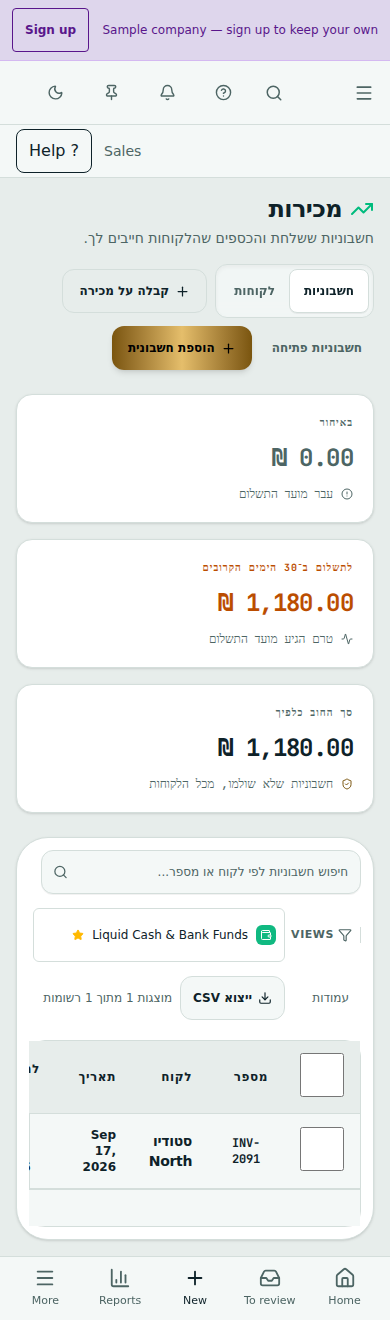 Sign up
Sample company — sign up to keep your own
Help ?
Sales
מכירות
חשבוניות ששלחת והכספים שהלקוחות חייבים לך.
חשבוניות
לקוחות
+ קבלה על מכירה
חשבוניות פתיחה
+ הוספת חשבונית
באיחור
0.00 ₪
עבר מועד התשלום
לתשלום ב־30 הימים הקרובים
1,180.00 ₪
טרם הגיע מועד התשלום
סך החוב כלפיך
1,180.00 ₪
חשבוניות שלא שולמו, מכל הלקוחות
חיפוש חשבוניות לפי לקוח או מספר...
VIEWS
Liquid Cash & Bank Funds
עמודות
ייצוא CSV
מוצגות 1 מתוך 1 רשומות
מספר
לקוח
תאריך
INV-
2091
סטודיו
North
Sep
17,
2026
More
Reports
New
To review
Home